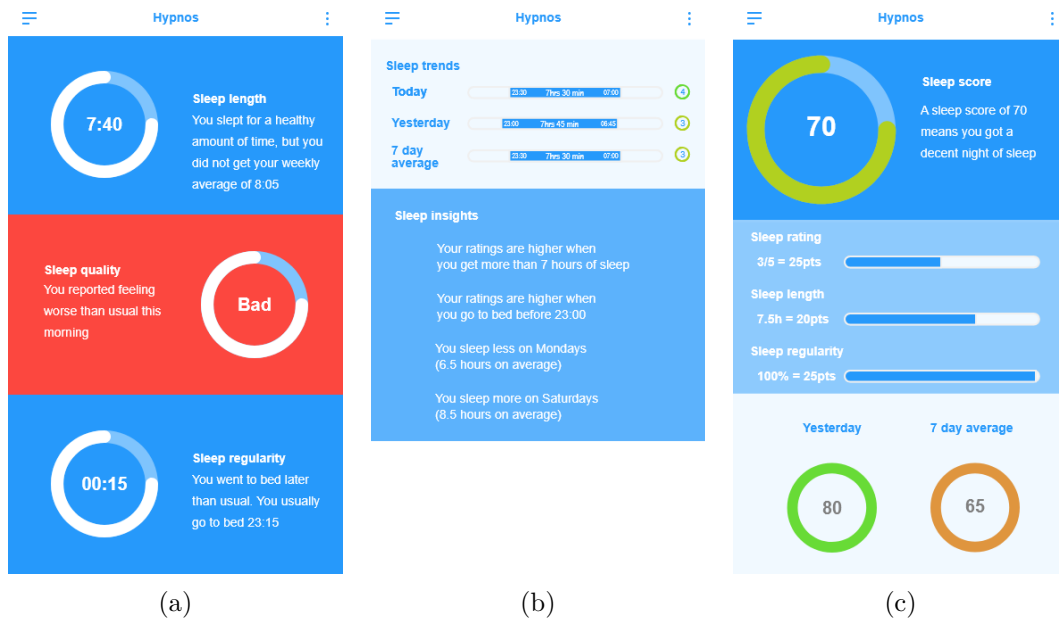 Hypnos
7:40
Sleep length
You slept for a healthy
amount of time, but you
did not get your weekly
average of 8:05
Sleep quality
You reported feeling
worse than usual this
morning
Bad
00:15
Sleep regularity
You went to bed later
than usual. You usually
go to bed 23:15
(a)
Hypnos
Sleep trends
Today
23:30 7hrs 30 min 07:00
4
Yesterday
23:00 7hrs 45 min 06:45
3
7 day
average
23:30 7hrs 30 min 07:00
3
Sleep insights
Your ratings are higher when
you get more than 7 hours of sleep
Your ratings are higher when
you go to bed before 23:00
You sleep less on Mondays
(6.5 hours on average)
You sleep more on Saturdays
(8.5 hours on average)
(b)
Hypnos
70
Sleep score
A sleep score of 70
means you got a
decent night of sleep
Sleep rating
3/5 = 25pts
Sleep length
7.5h = 20pts
Sleep regularity
100% = 25pts
Yesterday
7 day average
80
65
(c)